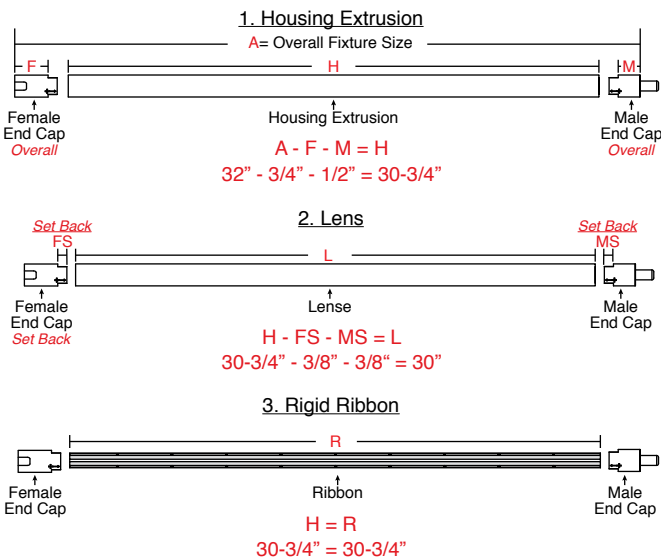 1. Housing Extrusion
A= Overall Fixture Size
F
H
M
Female
End Cap
Overall
Housing Extrusion
Male
End Cap
Overall
A - F - M = H
32” - 3/4” - 1/2” = 30-3/4”
2. Lens
Set Back
FS
L
Set Back
MS
Female
End Cap
Set Back
Lense
Male
End Cap
H - FS - MS = L
30-3/4” - 3/8” - 3/8“ = 30”
3. Rigid Ribbon
R
Female
End Cap
Ribbon
Male
End Cap
H = R
30-3/4” = 30-3/4”